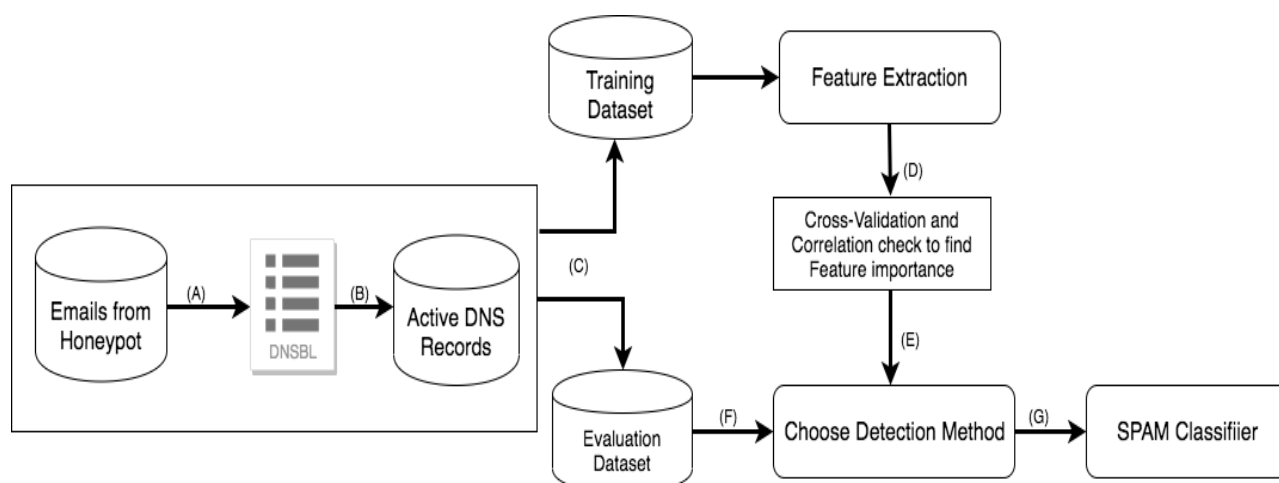 Training
Dataset
Feature Extraction
(D)
Cross-Validation and
Correlation check to find
Feature importance
Emails from
Honeypot
(A)
DNSBL
(B)
Active DNS
Records
(C)
(E)
Evaluation
Dataset
(F)
Choose Detection Method
(G)
SPAM Classifiier